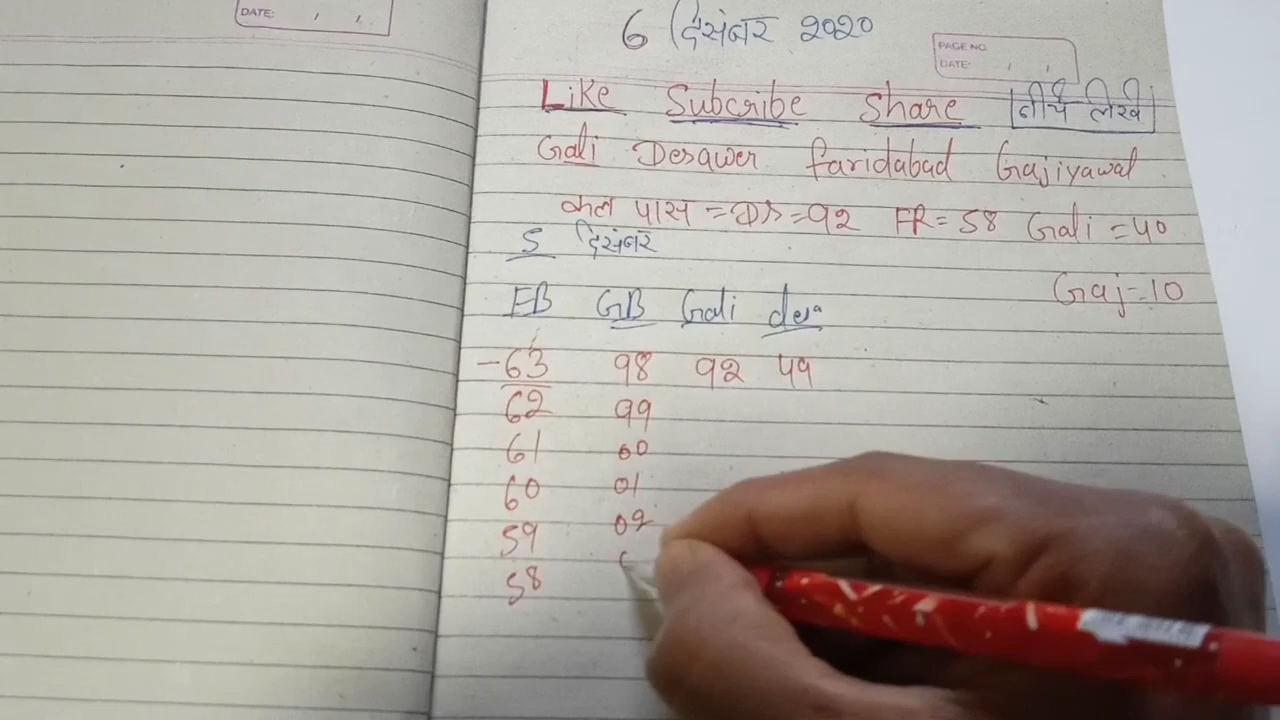 DATE: / /
6 दिसंबर 2020
PAGE NO.
DATE: / /
Like Subcribe Share नीचे लिखे
Gali Desawer faridabad Gajiyawal
कल पास = DS = 92 FR = 58 Gali = 40
5 दिसंबर
Gaj = 10
FB GB Gali des
-63 98 92 49
62 99
61 00
60 01
59 02
58